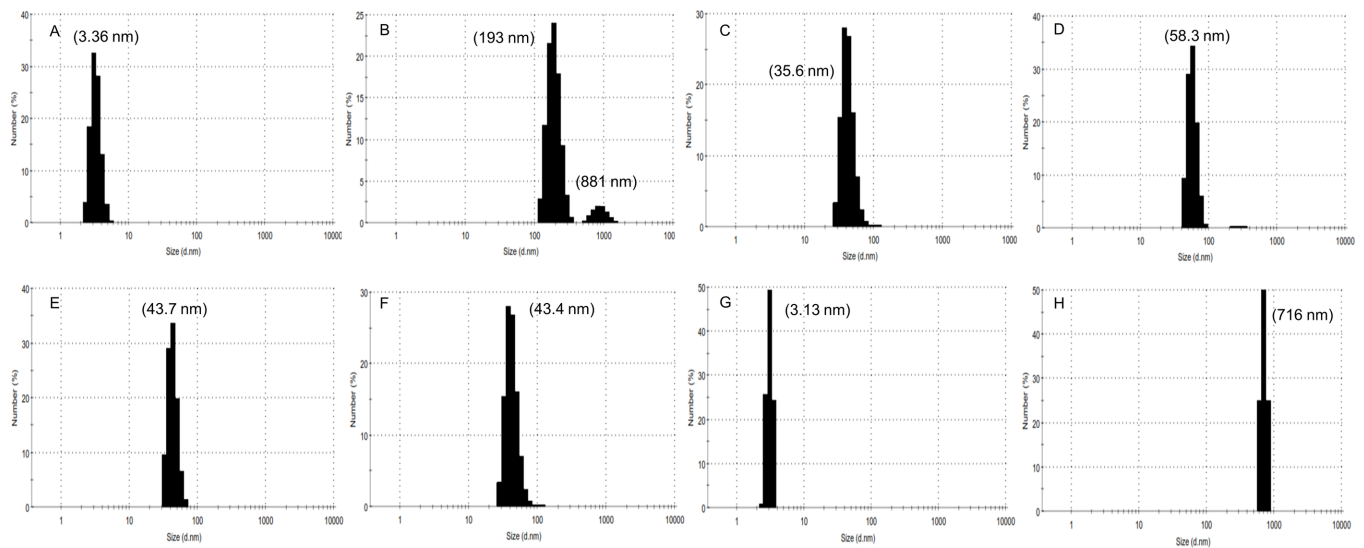 A
(3.36 nm)
40
30
20
10
0
Number (%)
1
10
100
1000
10000
Size (d.nm)
B
(193 nm)
(881 nm)
25
20
15
10
5
0
Number (%)
1
10
100
1000
100
Size (d.nm)
C
(35.6 nm)
30
20
10
0
Number (%)
1
10
100
1000
10000
Size (d.nm)
D
(58.3 nm)
40
30
20
10
0
Number (%)
1
10
100
1000
10000
Size (d.nm)
E
(43.7 nm)
40
30
20
10
0
Number (%)
1
10
100
1000
10000
Size (d.nm)
F
(43.4 nm)
30
20
10
0
Number (%)
1
10
100
1000
10000
Size (d.nm)
G
(3.13 nm)
50
40
30
20
10
0
Number (%)
1
10
100
1000
10000
Size (d.nm)
H
(716 nm)
50
40
30
20
10
0
Number (%)
1
10
100
1000
10000
Size (d.nm)